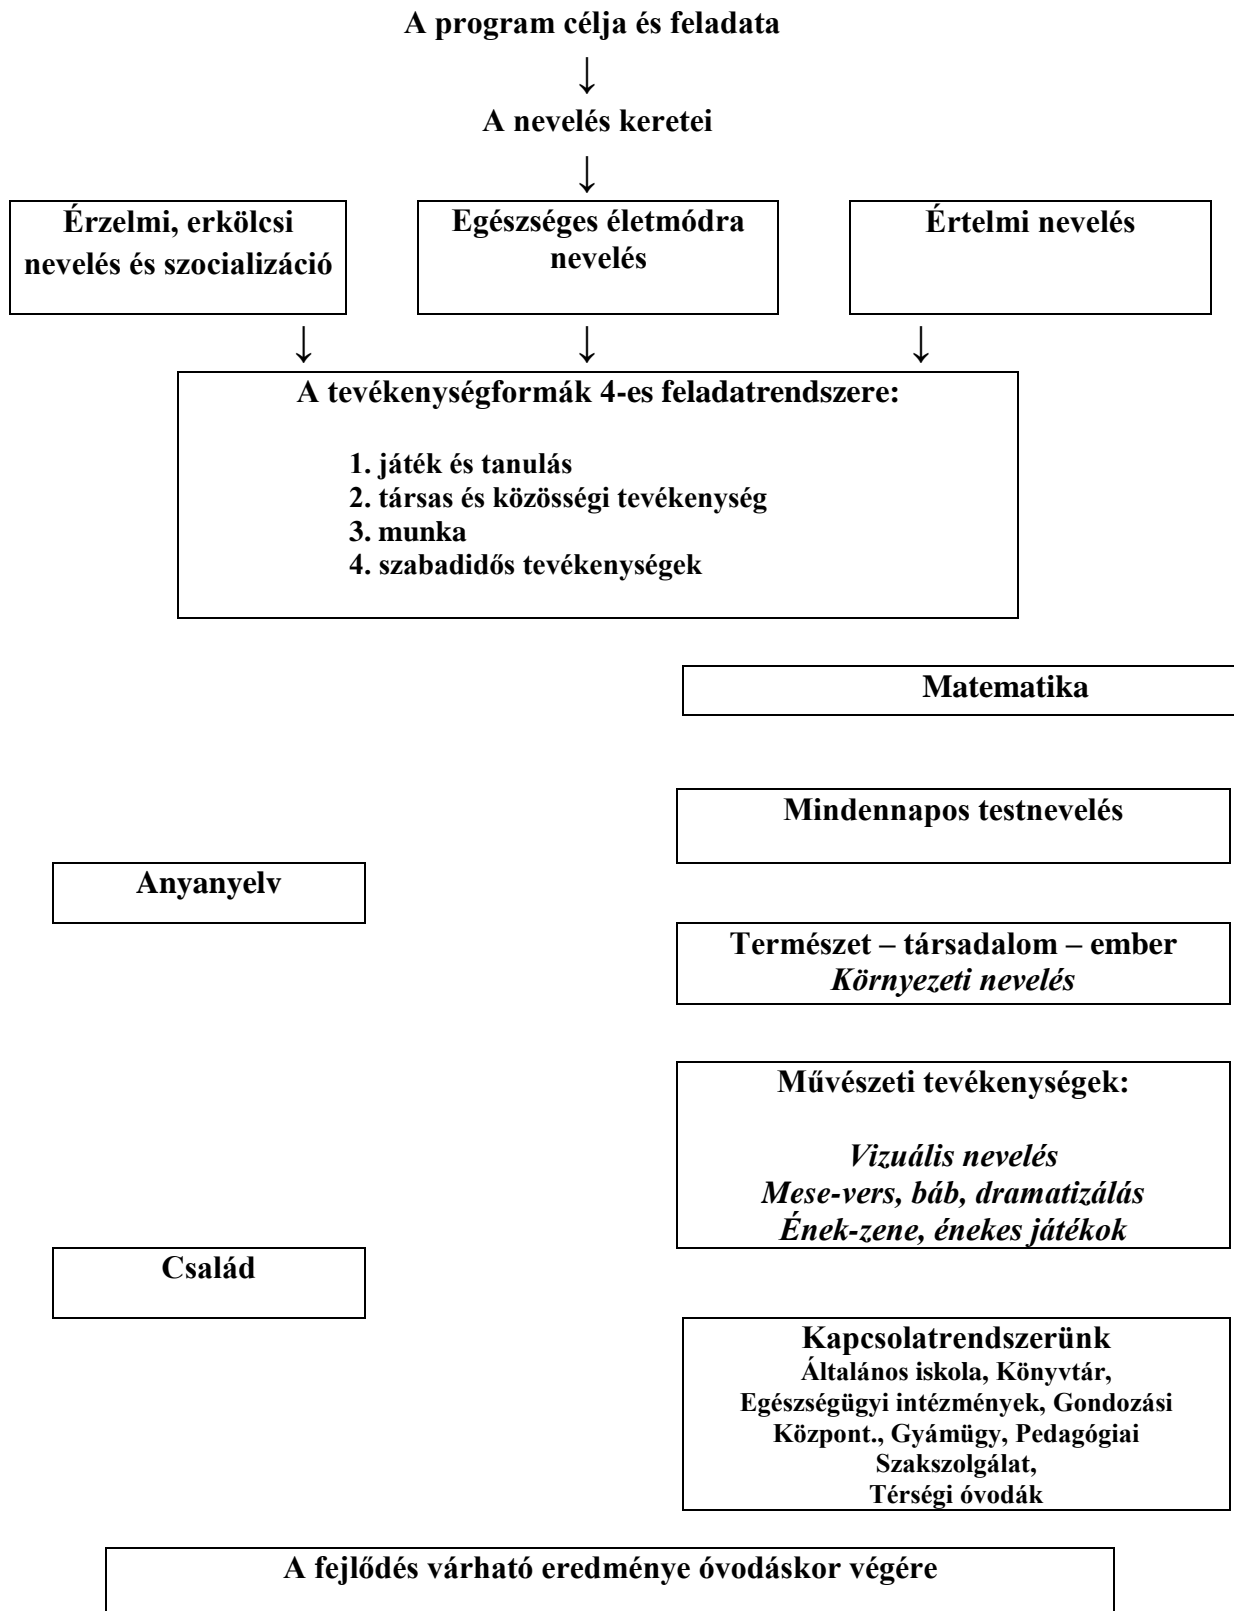 A program célja és feladata
↓
A nevelés keretei
↓
Érzelmi, erkölcsi
nevelés és szocializáció
Egészséges életmódra
nevelés
Értelmi nevelés
↓ ↓ ↓
A tevékenységformák 4-es feladatrendszere:
1. játék és tanulás
2. társas és közösségi tevékenység
3. munka
4. szabadidős tevékenységek
Matematika
Mindennapos testnevelés
Anyanyelv
Természet – társadalom – ember
Környezeti nevelés
Művészeti tevékenységek:
Vizuális nevelés
Mese-vers, báb, dramatizálás
Ének-zene, énekes játékok
Család
Kapcsolatrendszerünk
Általános iskola, Könyvtár,
Egészségügyi intézmények, Gondozási
Központ., Gyámügy, Pedagógiai
Szakszolgálat,
Térségi óvodák
A fejlődés várható eredménye óvodáskor végére